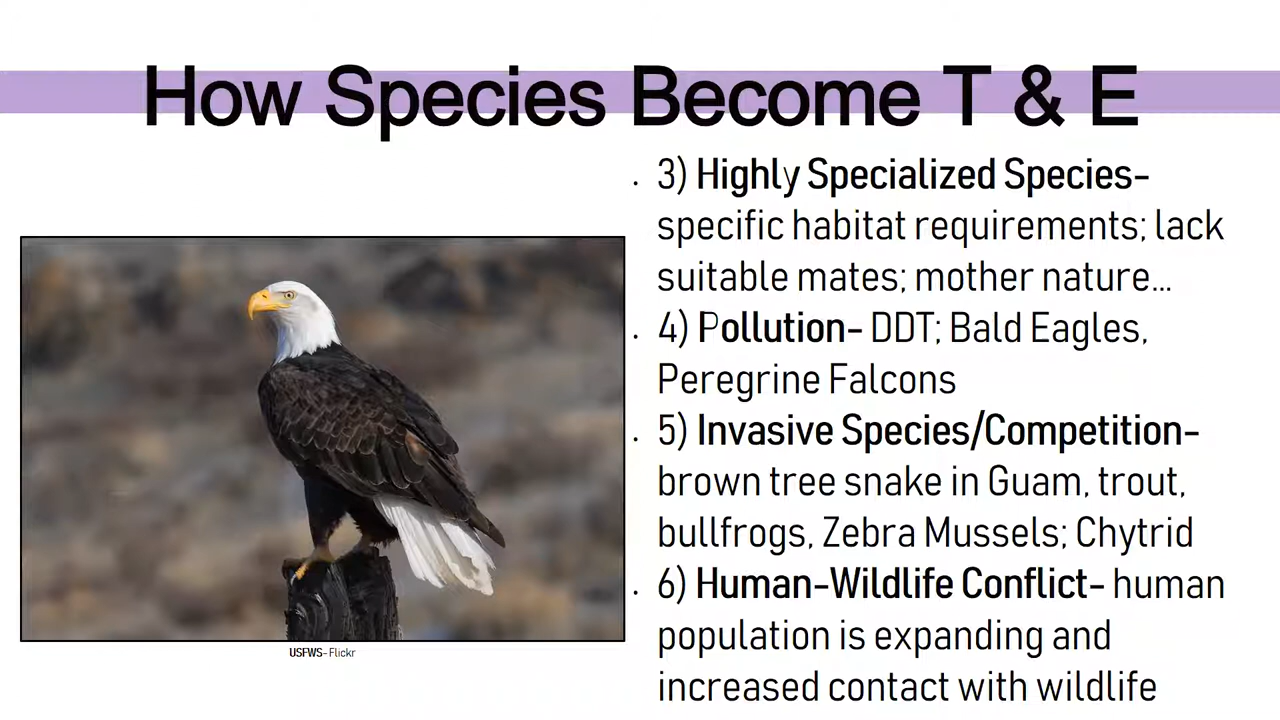 How Species Become T & E
3) Highly Specialized Species-
specific habitat requirements; lack
suitable mates; mother nature...
4) Pollution- DDT; Bald Eagles,
Peregrine Falcons
5) Invasive Species/Competition-
brown tree snake in Guam, trout,
bullfrogs, Zebra Mussels; Chytrid
6) Human-Wildlife Conflict- human
population is expanding and
increased contact with wildlife
USFWS- Flickr